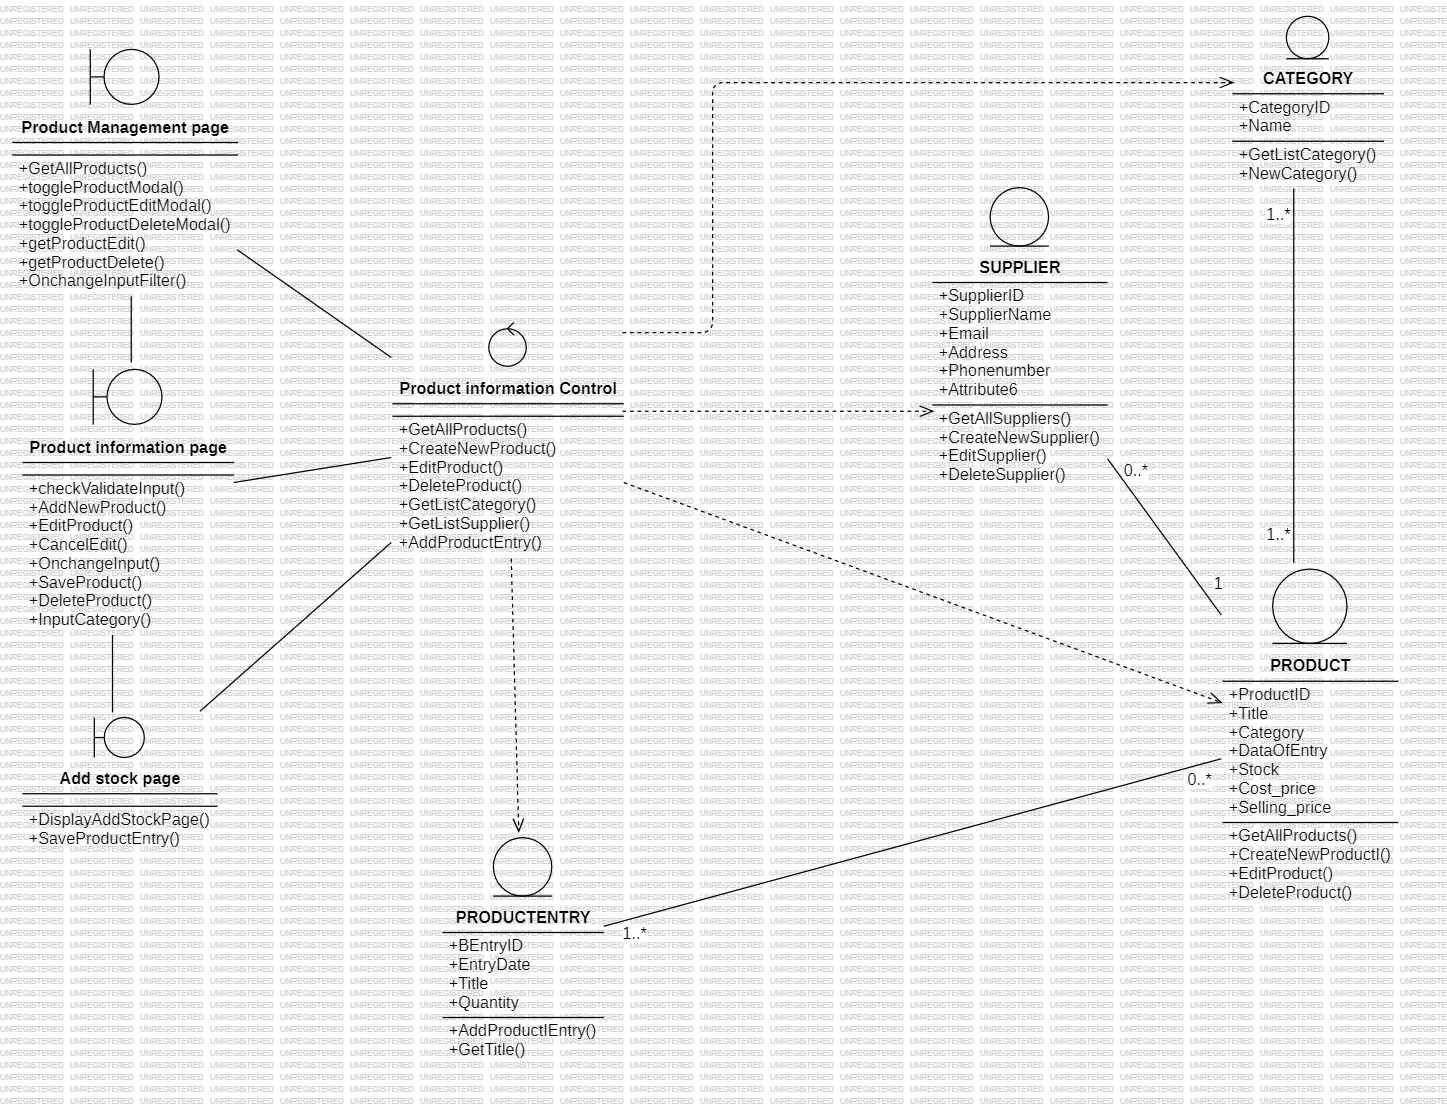 Product Management page
+GetAllProducts()
+toggleProductModal()
+toggleProductEditModal()
+toggleProductDeleteModal()
+getProductEdit()
+getProductDelete()
+OnchangeInputFilter()
Product information page
+checkValidateInput()
+AddNewProduct()
+EditProduct()
+CancelEdit()
+OnchangeInput()
+SaveProduct()
+DeleteProduct()
+InputCategory()
Add stock page
+DisplayAddStockPage()
+SaveProductEntry()
Product information Control
+GetAllProducts()
+CreateNewProduct()
+EditProduct()
+DeleteProduct()
+GetListCategory()
+GetListSupplier()
+AddProductEntry()
PRODUCTENTRY
+BEntryID
+EntryDate
+Title
+Quantity
+AddProductIEntry()
+GetTitle()
1..*
SUPPLIER
+SupplierID
+SupplierName
+Email
+Address
+Phonenumber
+Attribute6
+GetAllSuppliers()
+CreateNewSupplier()
+EditSupplier()
+DeleteSupplier()
0..*
1
CATEGORY
+CategoryID
+Name
+GetListCategory()
+NewCategory()
1..*
1..*
PRODUCT
+ProductID
+Title
+Category
+DataOfEntry
+Stock
+Cost_price
+Selling_price
+GetAllProducts()
+CreateNewProductI()
+EditProduct()
+DeleteProduct()
0..*
UNREGISTERED